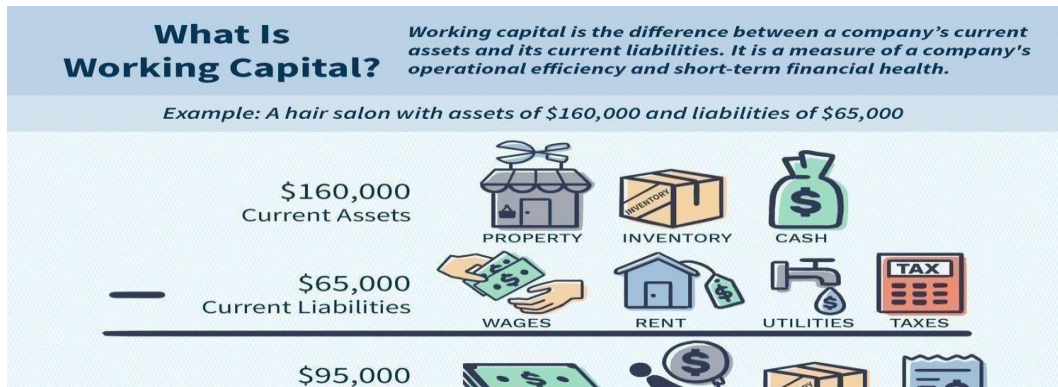 What Is
Working Capital?
Working capital is the difference between a company’s current
assets and its current liabilities. It is a measure of a company's
operational efficiency and short-term financial health.
Example: A hair salon with assets of $160,000 and liabilities of $65,000
$160,000
Current Assets
INVENTORY
$
PROPERTY INVENTORY CASH
$65,000
Current Liabilities
$
$
$
TAX
WAGES RENT UTILITIES TAXES
$95,000
$
$